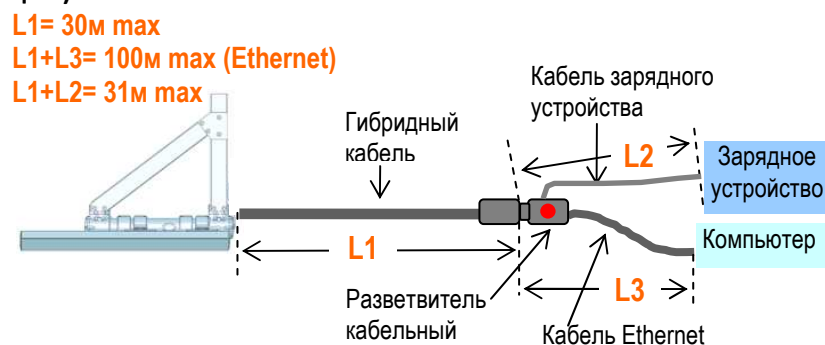 L1= 30м max
L1+L3= 100м max (Ethernet)
L1+L2= 31м max
Кабель зарядного
устройства
Гибридный
кабель
L2
Зарядное
устройство
Компьютер
L1
L3
Разветвитель
кабельный
Кабель Ethernet